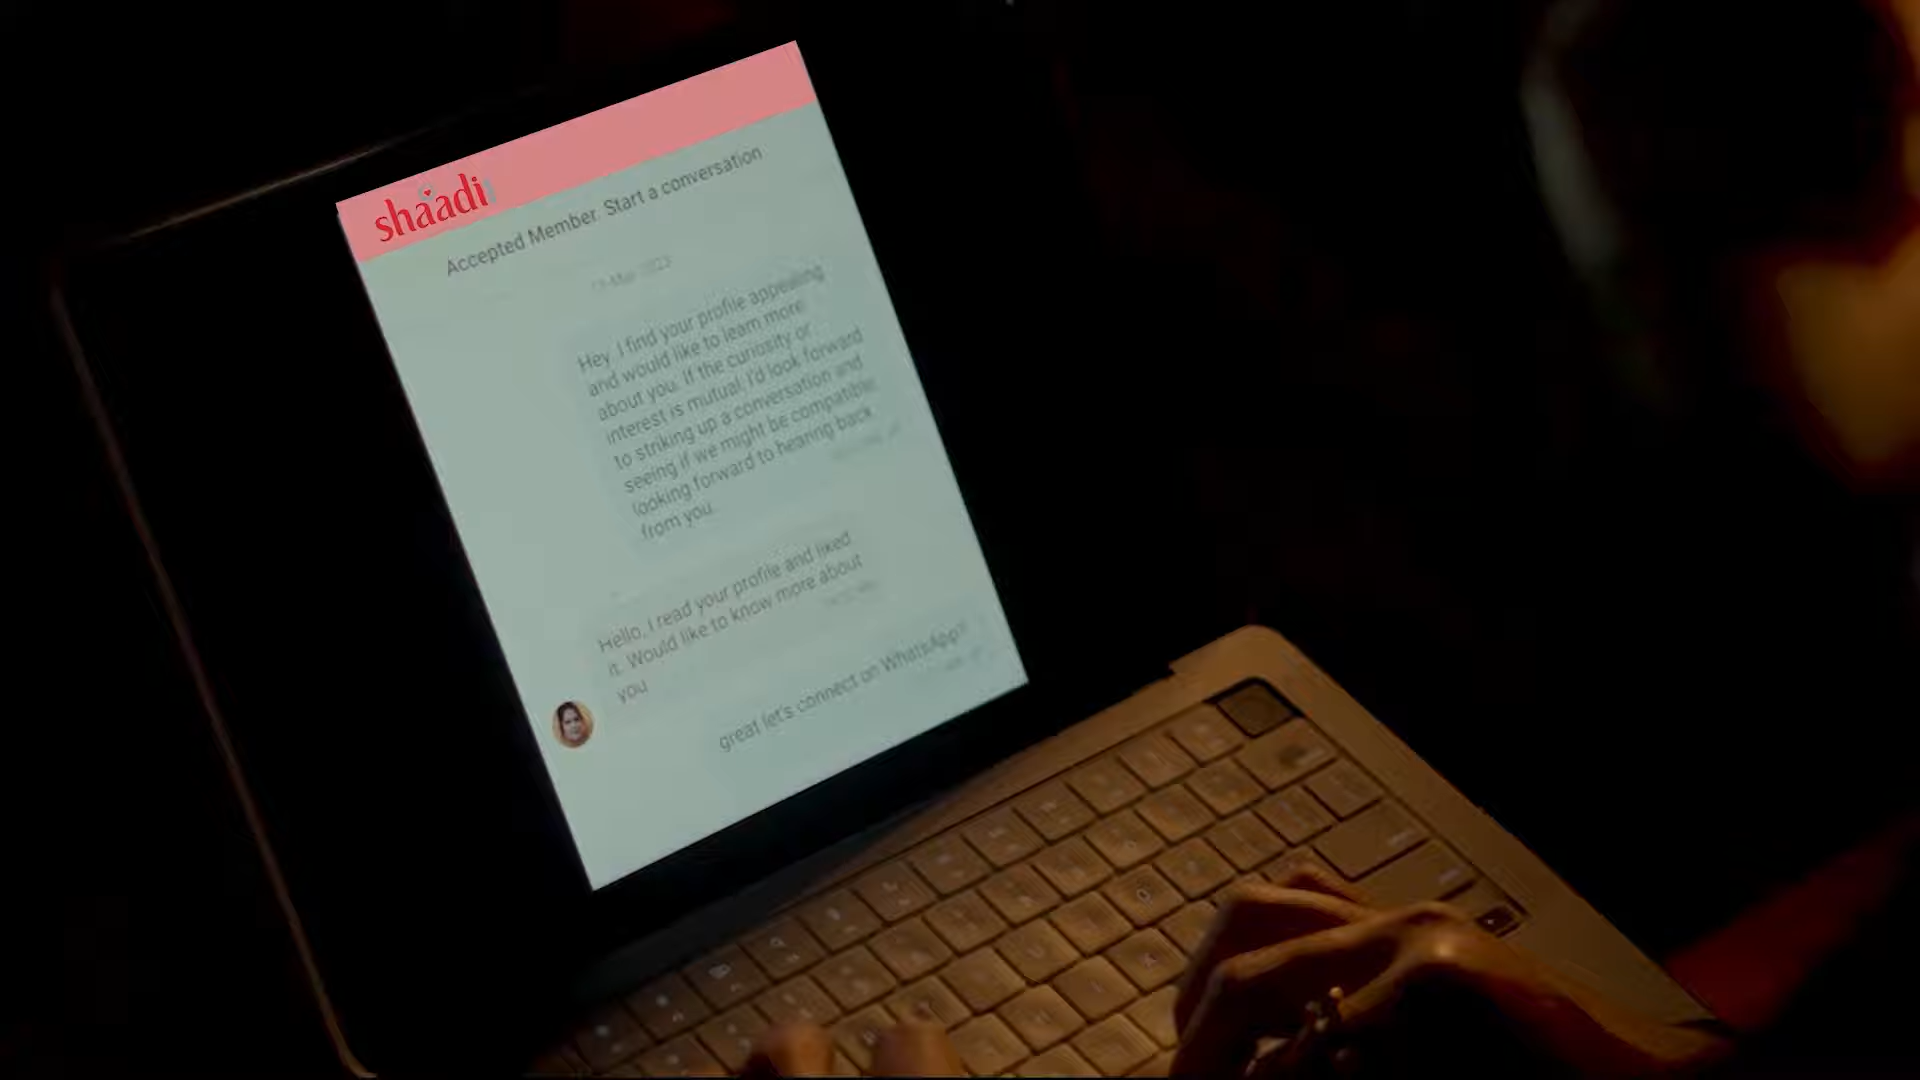 shaadi
Accepted Member. Start a conversation
Hey, I find your profile appealing
and would like to learn more
about you. If the curiosity or
interest is mutual, I'd look forward
to striking up a conversation and
seeing if we might be compatible.
looking forward to hearing back
from you.
Hello, I read your profile and liked
it. Would like to know more about
you
great let's connect on WhatsApp?